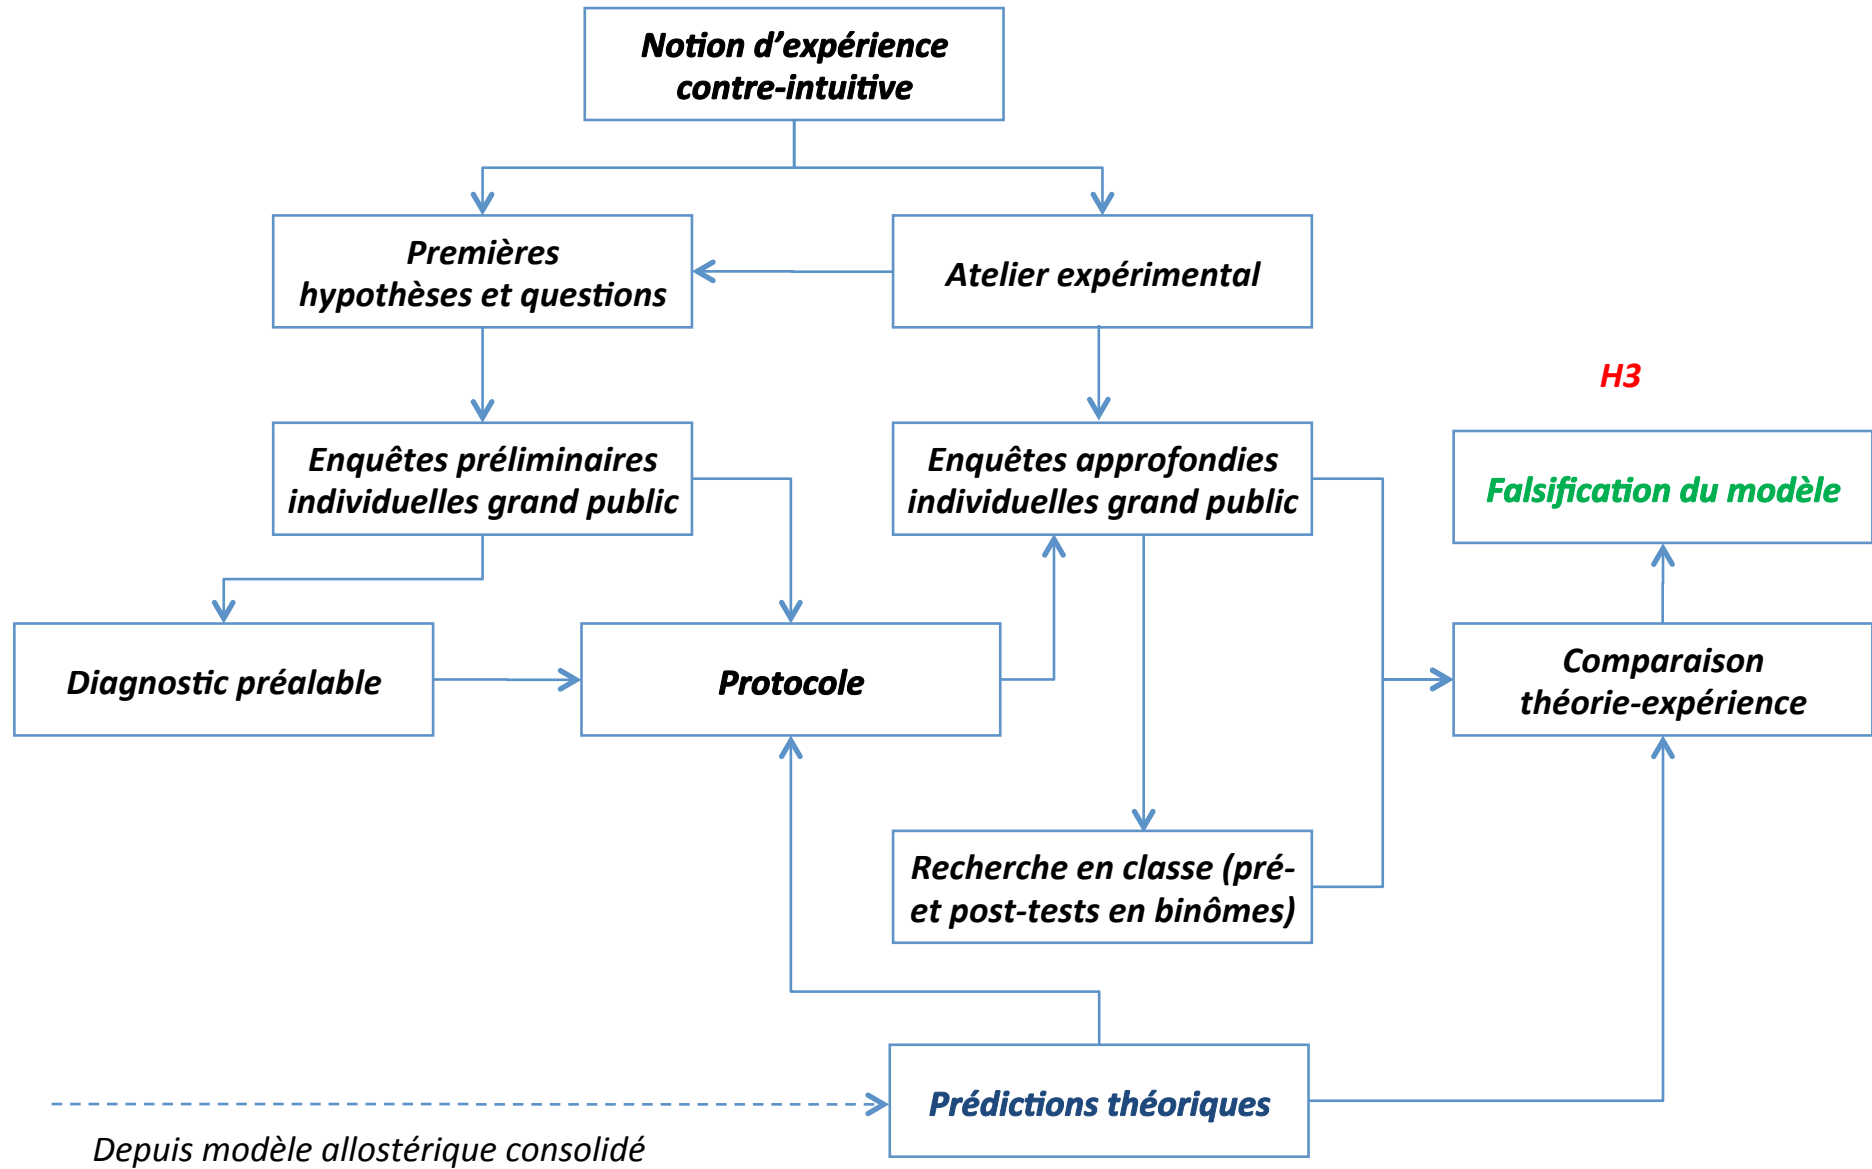 Notion d’expérience
contre-intuitive
Premières
hypothèses et questions
Atelier expérimental
H3
Enquêtes préliminaires
individuelles grand public
Enquêtes approfondies
individuelles grand public
Falsification du modèle
Diagnostic préalable
Protocole
Comparaison
théorie-expérience
Recherche en classe (pré-
et post-tests en binômes)
Prédictions théoriques
Depuis modèle allostérique consolidé